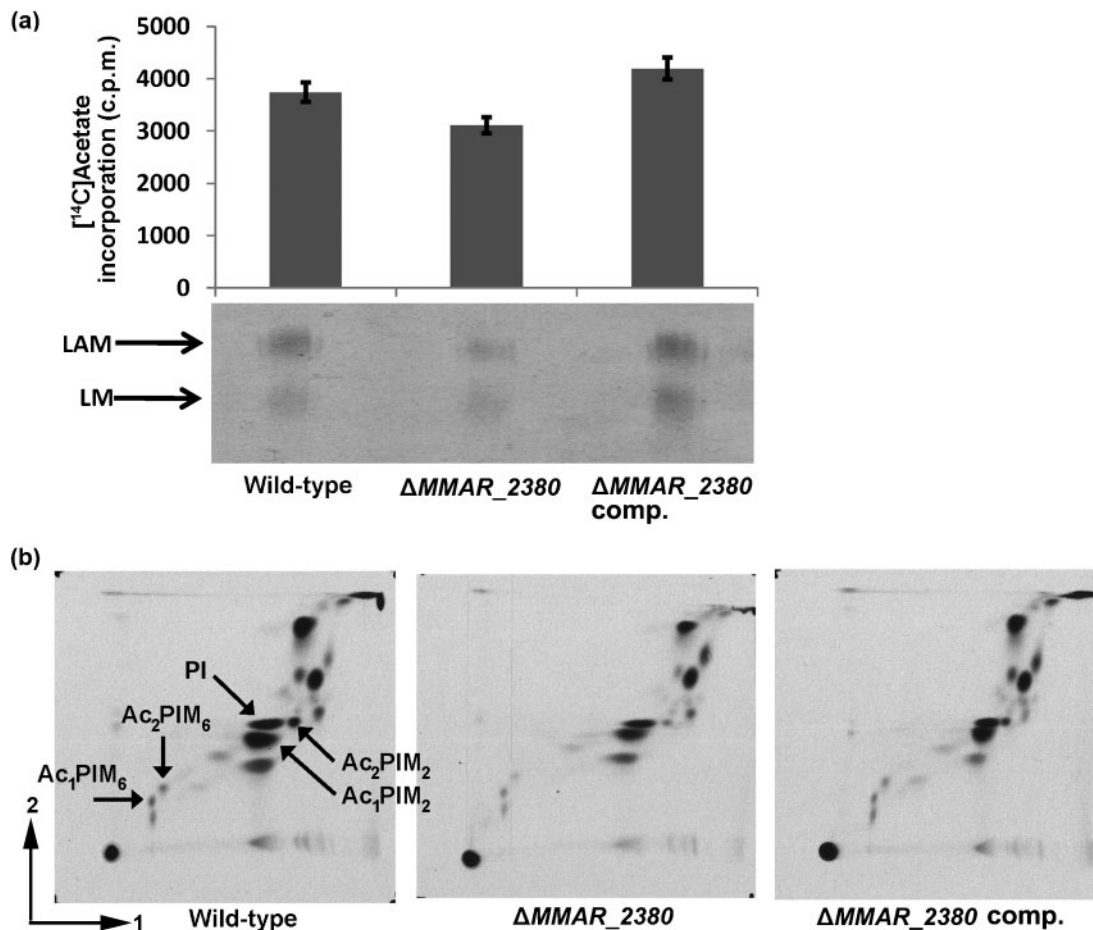 (a)
[¹⁴C]Acetate
incorporation (c.p.m.)
5000
4000
3000
2000
1000
0
LAM
LM
Wild-type
ΔMMAR_2380
ΔMMAR_2380
comp.
(b)
PI
Ac₂PIM₆
Ac₁PIM₆
Ac₂PIM₂
Ac₁PIM₂
2
1
Wild-type
ΔMMAR_2380
ΔMMAR_2380 comp.